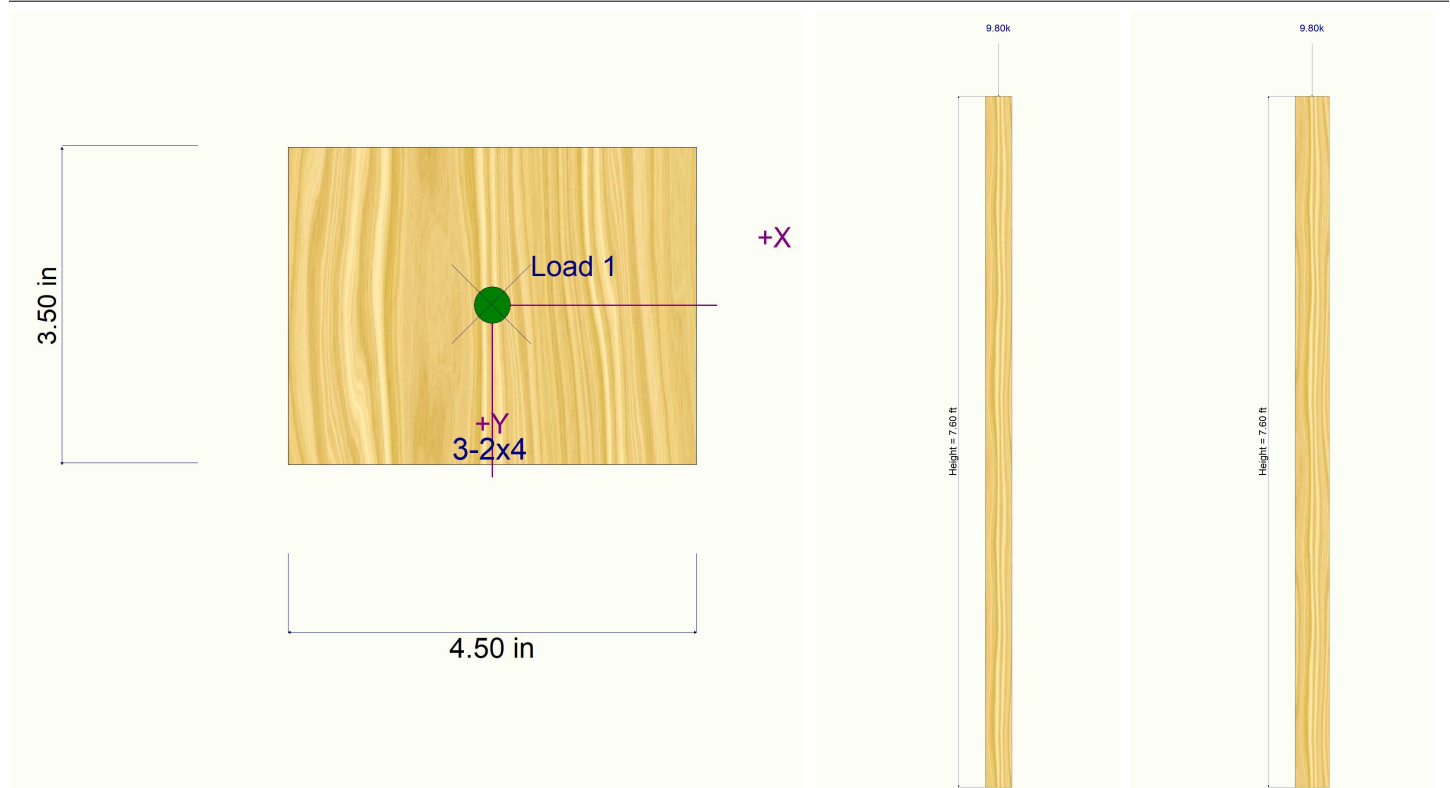 9.80k
9.80k
3.50 in
Load 1
+X
+Y
3-2x4
4.50 in
Height = 7.60 ft
Height = 7.60 ft